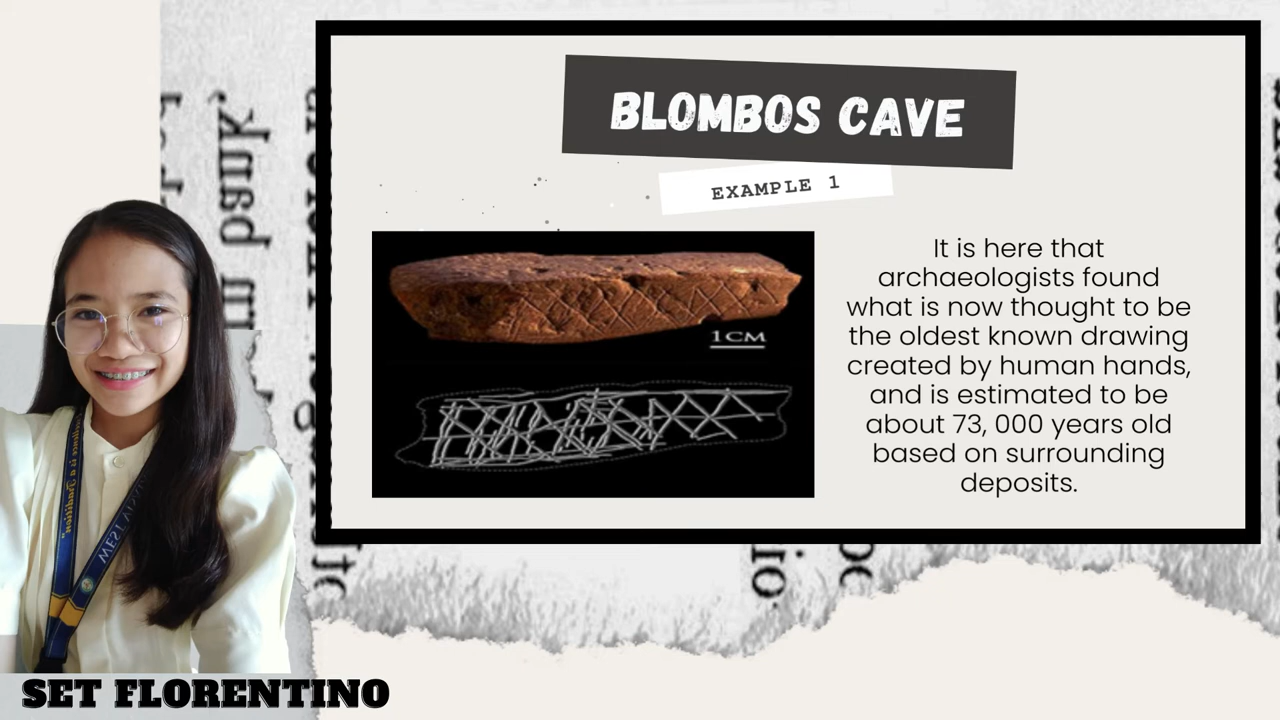 BLOMBOS CAVE
EXAMPLE 1
1CM
It is here that
archaeologists found
what is now thought to be
the oldest known drawing
created by human hands,
and is estimated to be
about 73, 000 years old
based on surrounding
deposits.
SET FLORENTINO